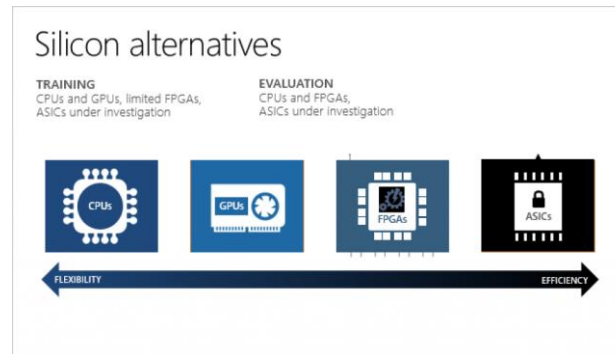 Silicon alternatives
TRAINING
CPUs and GPUs, limited FPGAs,
ASICs under investigation
EVALUATION
CPUs and FPGAs,
ASICs under investigation
CPUs
GPUs
FPGAs
ASICs
FLEXIBILITY
EFFICIENCY